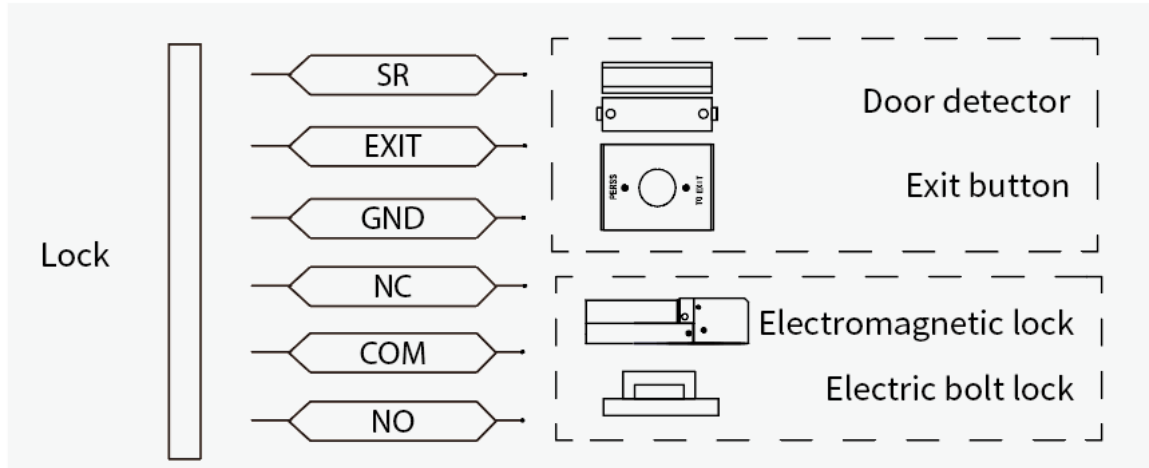 Lock
SR
EXIT
GND
NC
COM
NO
Door detector
PERSS
TO EXIT
Exit button
Electromagnetic lock
Electric bolt lock